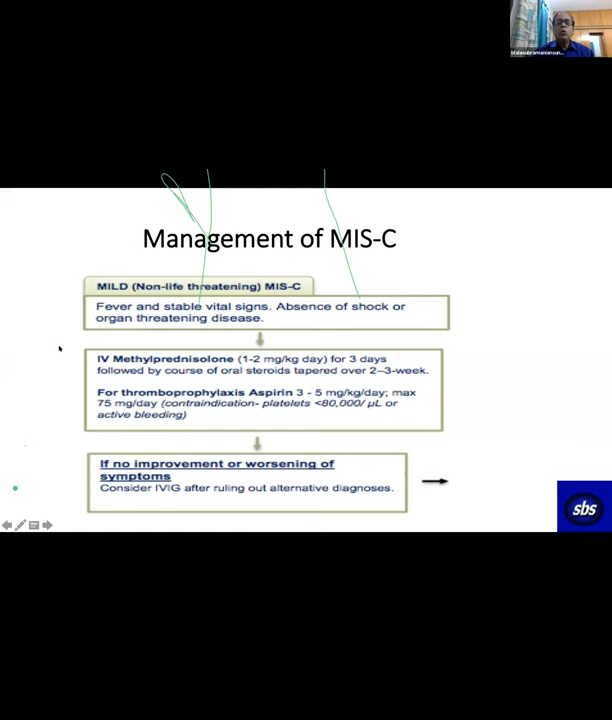 Management of MIS-C
MILD (Non-life threatening) MIS-C
Fever and stable vital signs. Absence of shock or
organ threatening disease.
IV Methylprednisolone (1-2 mg/kg day) for 3 days
followed by course of oral steroids tapered over 2–3-week.
For thromboprophylaxis Aspirin 3 - 5 mg/kg/day; max
75 mg/day (contraindication- platelets <80,000/ µL or
active bleeding)
If no improvement or worsening of
symptoms
Consider IVIG after ruling out alternative diagnoses.
sbs